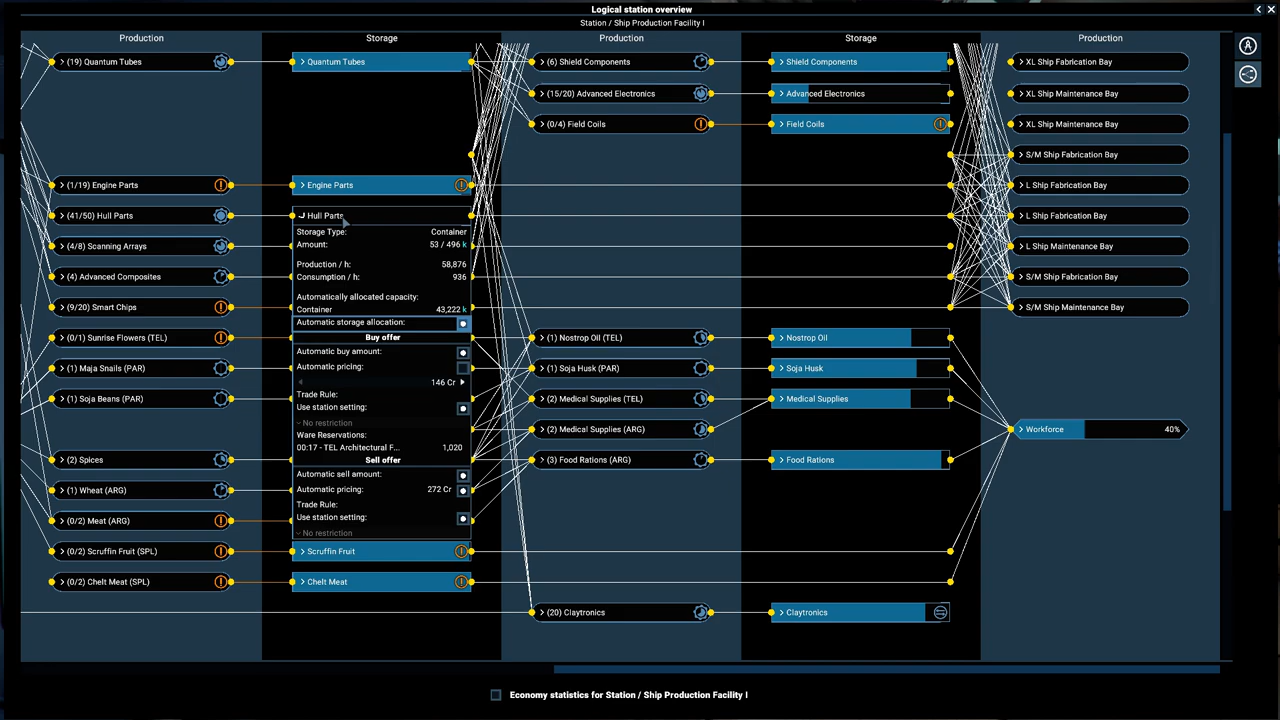 Logical station overview
Station / Ship Production Facility I
Production
Storage
Production
Storage
Production
(19) Quantum Tubes
Quantum Tubes
(6) Shield Components
Shield Components
XL Ship Fabrication Bay
(15/20) Advanced Electronics
Advanced Electronics
XL Ship Maintenance Bay
(0/4) Field Coils
Field Coils
XL Ship Maintenance Bay
S/M Ship Fabrication Bay
(1/19) Engine Parts
Engine Parts
L Ship Fabrication Bay
(41/50) Hull Parts
Hull Parts
L Ship Fabrication Bay
Storage Type: Container
Amount: 53 / 496 k
(4/8) Scanning Arrays
L Ship Maintenance Bay
Production / h: 58,876
Consumption / h: 936
(4) Advanced Composites
S/M Ship Fabrication Bay
Automatically allocated capacity:
Container 43,222 k
(9/20) Smart Chips
S/M Ship Maintenance Bay
Automatic storage allocation:
(0/1) Sunrise Flowers (TEL)
Buy offer
(1) Nostrop Oil (TEL)
Nostrop Oil
Automatic buy amount:
Automatic pricing:
(1) Maja Snails (PAR)
(1) Soja Husk (PAR)
Soja Husk
146 Cr
Trade Rule:
(1) Soja Beans (PAR)
(2) Medical Supplies (TEL)
Medical Supplies
Use station setting:
No restriction
(2) Medical Supplies (ARG)
Workforce 40%
Ware Reservations:
00:17 - TEL Architectural F... 1,020
(2) Spices
Sell offer
(3) Food Rations (ARG)
Food Rations
Automatic sell amount:
(1) Wheat (ARG)
Automatic pricing: 272 Cr
Trade Rule:
Use station setting:
(0/2) Meat (ARG)
No restriction
(0/2) Scruffin Fruit (SPL)
Scruffin Fruit
(0/2) Chelt Meat (SPL)
Chelt Meat
(20) Claytronics
Claytronics
Economy statistics for Station / Ship Production Facility I